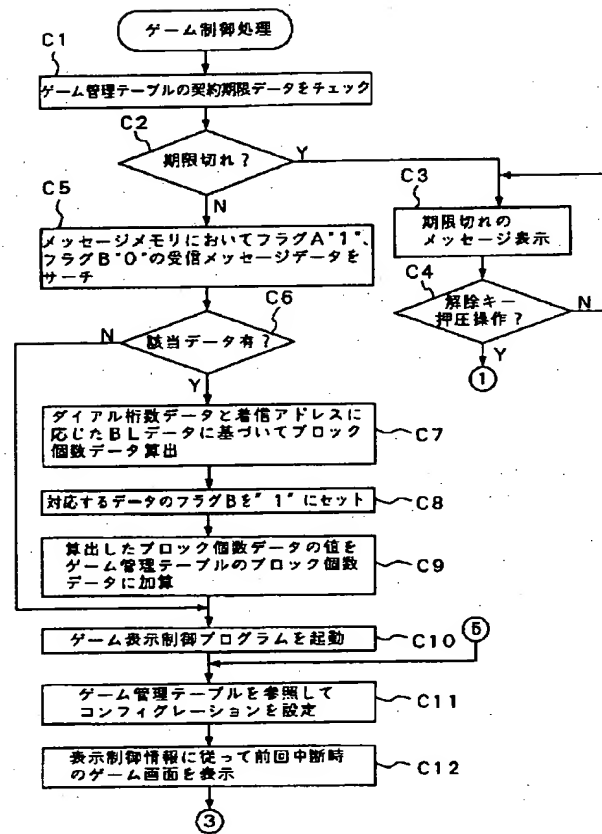 ゲーム制御処理
C1
ゲーム管理テーブルの契約期限データをチェック
C2
期限切れ?
Y
N
C3
期限切れの
メッセージ表示
C4
解除キー
押圧操作?
N
Y
①
C5
メッセージメモリにおいてフラグA"1"、
フラグB"0"の受信メッセージデータを
サーチ
C6
該当データ有?
N
Y
ダイアル桁数データと着信アドレスに
応じたBLデータに基づいてブロック
個数データ算出
C7
対応するデータのフラグBを"1"にセット
C8
算出したブロック個数データの値を
ゲーム管理テーブルのブロック個数
データに加算
C9
ゲーム表示制御プログラムを起動
C10
⑤
ゲーム管理テーブルを参照して
コンフィグレーションを設定
C11
表示制御情報に従って前回中断時
のゲーム画面を表示
C12
③